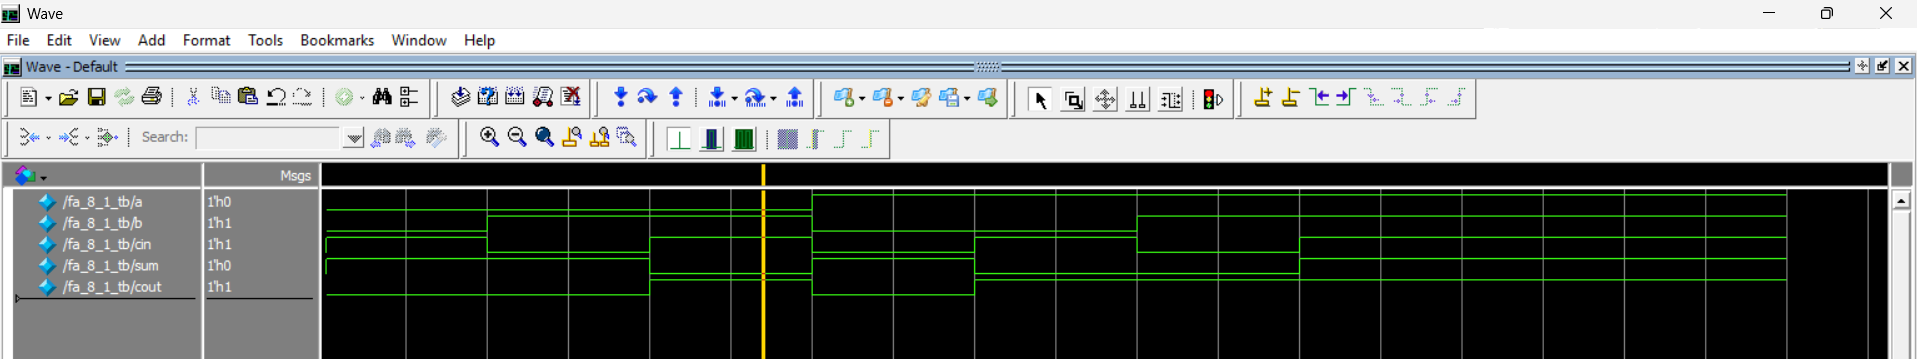 Wave
File Edit View Add Format Tools Bookmarks Window Help
Wave - Default
Search:
Msgs
/fa_8_1_tb/a 1'h0
/fa_8_1_tb/b 1'h1
/fa_8_1_tb/cin 1'h1
/fa_8_1_tb/sum 1'h0
/fa_8_1_tb/cout 1'h1